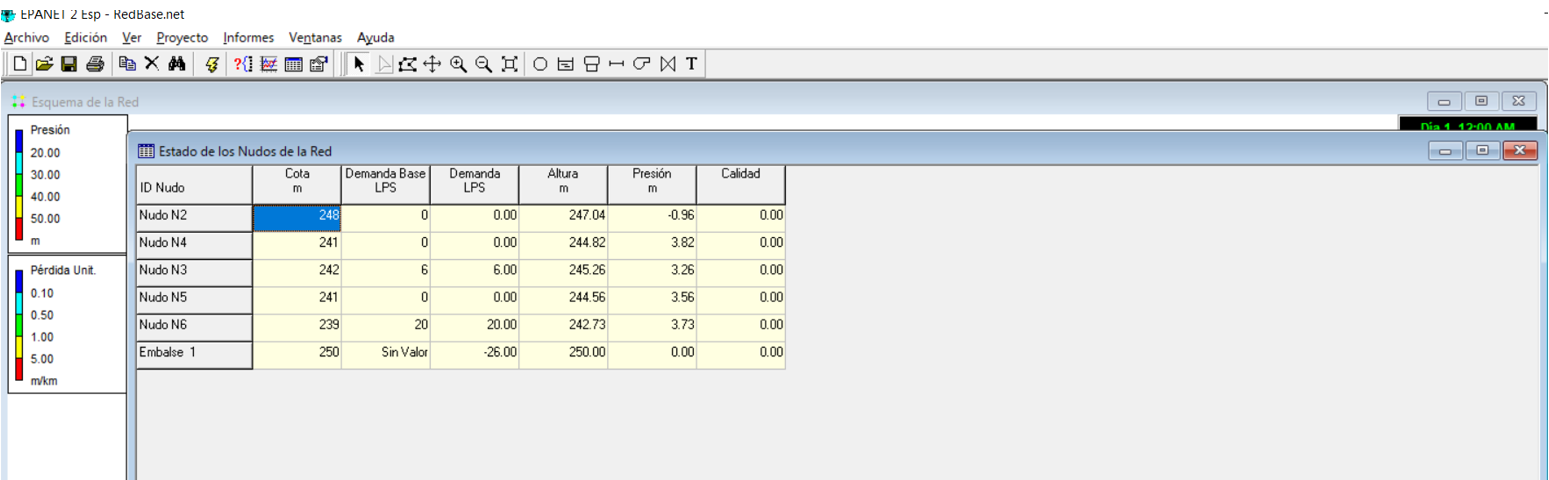 EPANET 2 Esp - RedBase.net
Archivo Edición Ver Proyecto Informes Ventanas Ayuda
T
Esquema de la Red
Día 1, 12:00 AM
Presión
20.00
30.00
40.00
50.00
m
Pérdida Unit.
0.10
0.50
1.00
5.00
m/km
Estado de los Nudos de la Red
ID Nudo Cota m Demanda Base LPS Demanda LPS Altura m Presión m Calidad
Nudo N2 248 0 0.00 247.04 -0.96 0.00
Nudo N4 241 0 0.00 244.82 3.82 0.00
Nudo N3 242 6 6.00 245.26 3.26 0.00
Nudo N5 241 0 0.00 244.56 3.56 0.00
Nudo N6 239 20 20.00 242.73 3.73 0.00
Embalse 1 250 Sin Valor -26.00 250.00 0.00 0.00